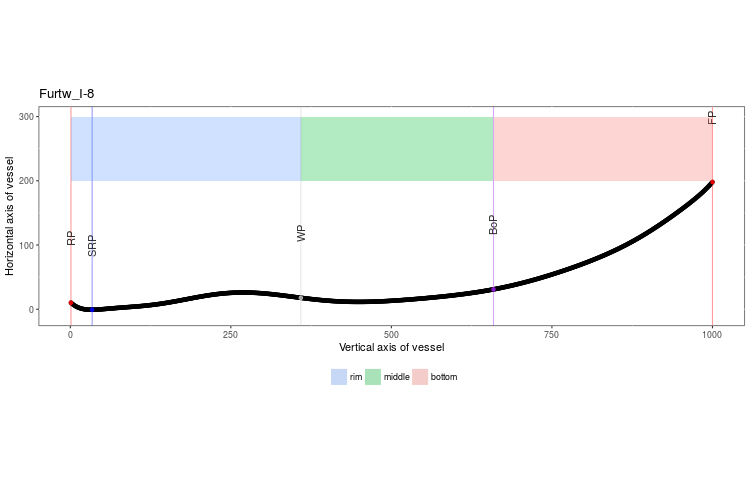 Furtw_I-8
300
200
100
0
Horizontal axis of vessel
RP
SRP
WP
BoP
FP
0
250
500
750
1000
Vertical axis of vessel
rim
middle
bottom